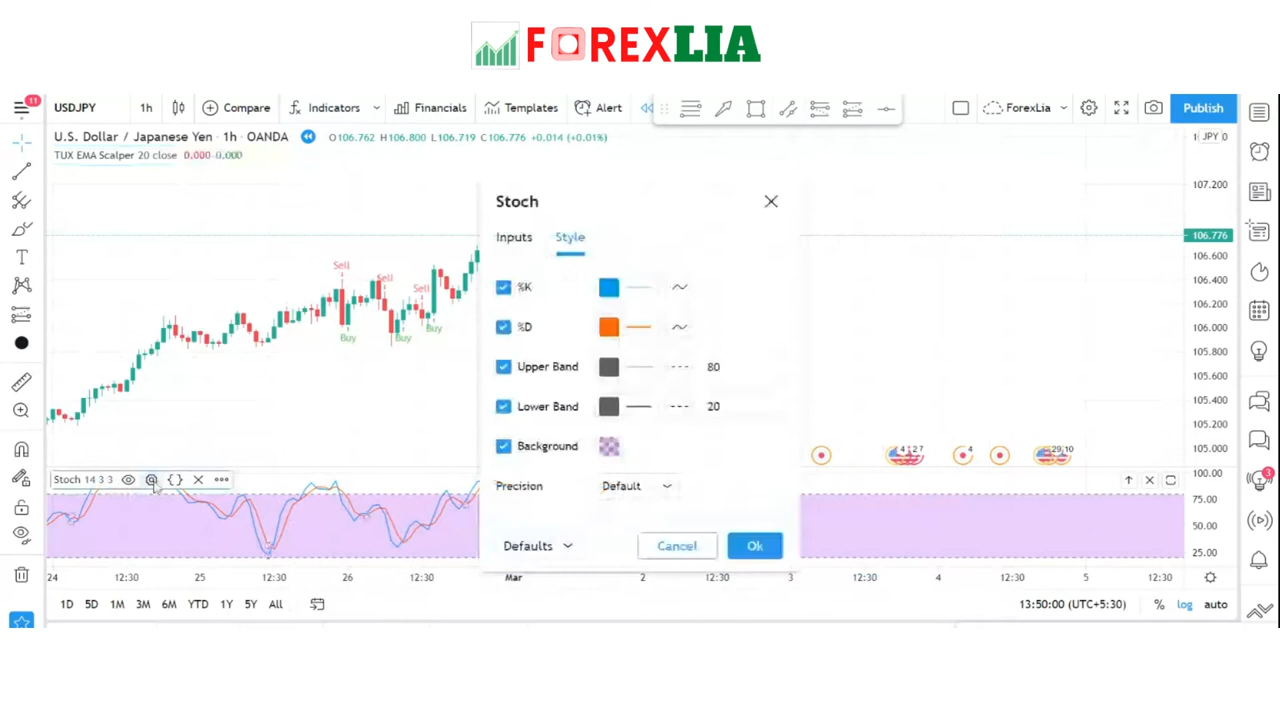 FOREXLIA
11
USDJPY 1h Compare Indicators Financials Templates Alert ForexLia Publish
U.S. Dollar / Japanese Yen · 1h · OANDA O106.762 H106.800 L106.719 C106.776 +0.014 (+0.01%) JPY
TUX EMA Scalper 20 close 0.000 0.000
107.200
106.776
106.600
106.400
106.200
106.000
105.800
105.600
105.400
105.200
105.000
Sell
Sell
Sell
Buy
Buy
Buy
Stoch
Inputs Style
%K
%D
Upper Band 80
Lower Band 20
Background
Precision Default
Defaults Cancel Ok
4
Stoch 14 3 3
100.00
75.00
50.00
25.00
3
24 12:30 25 12:30 26 12:30 Mar 2 12:30 3 12:30 4 12:30 5 12:30
1D 5D 1M 3M 6M YTD 1Y 5Y All 13:50:00 (UTC+5:30) % log auto